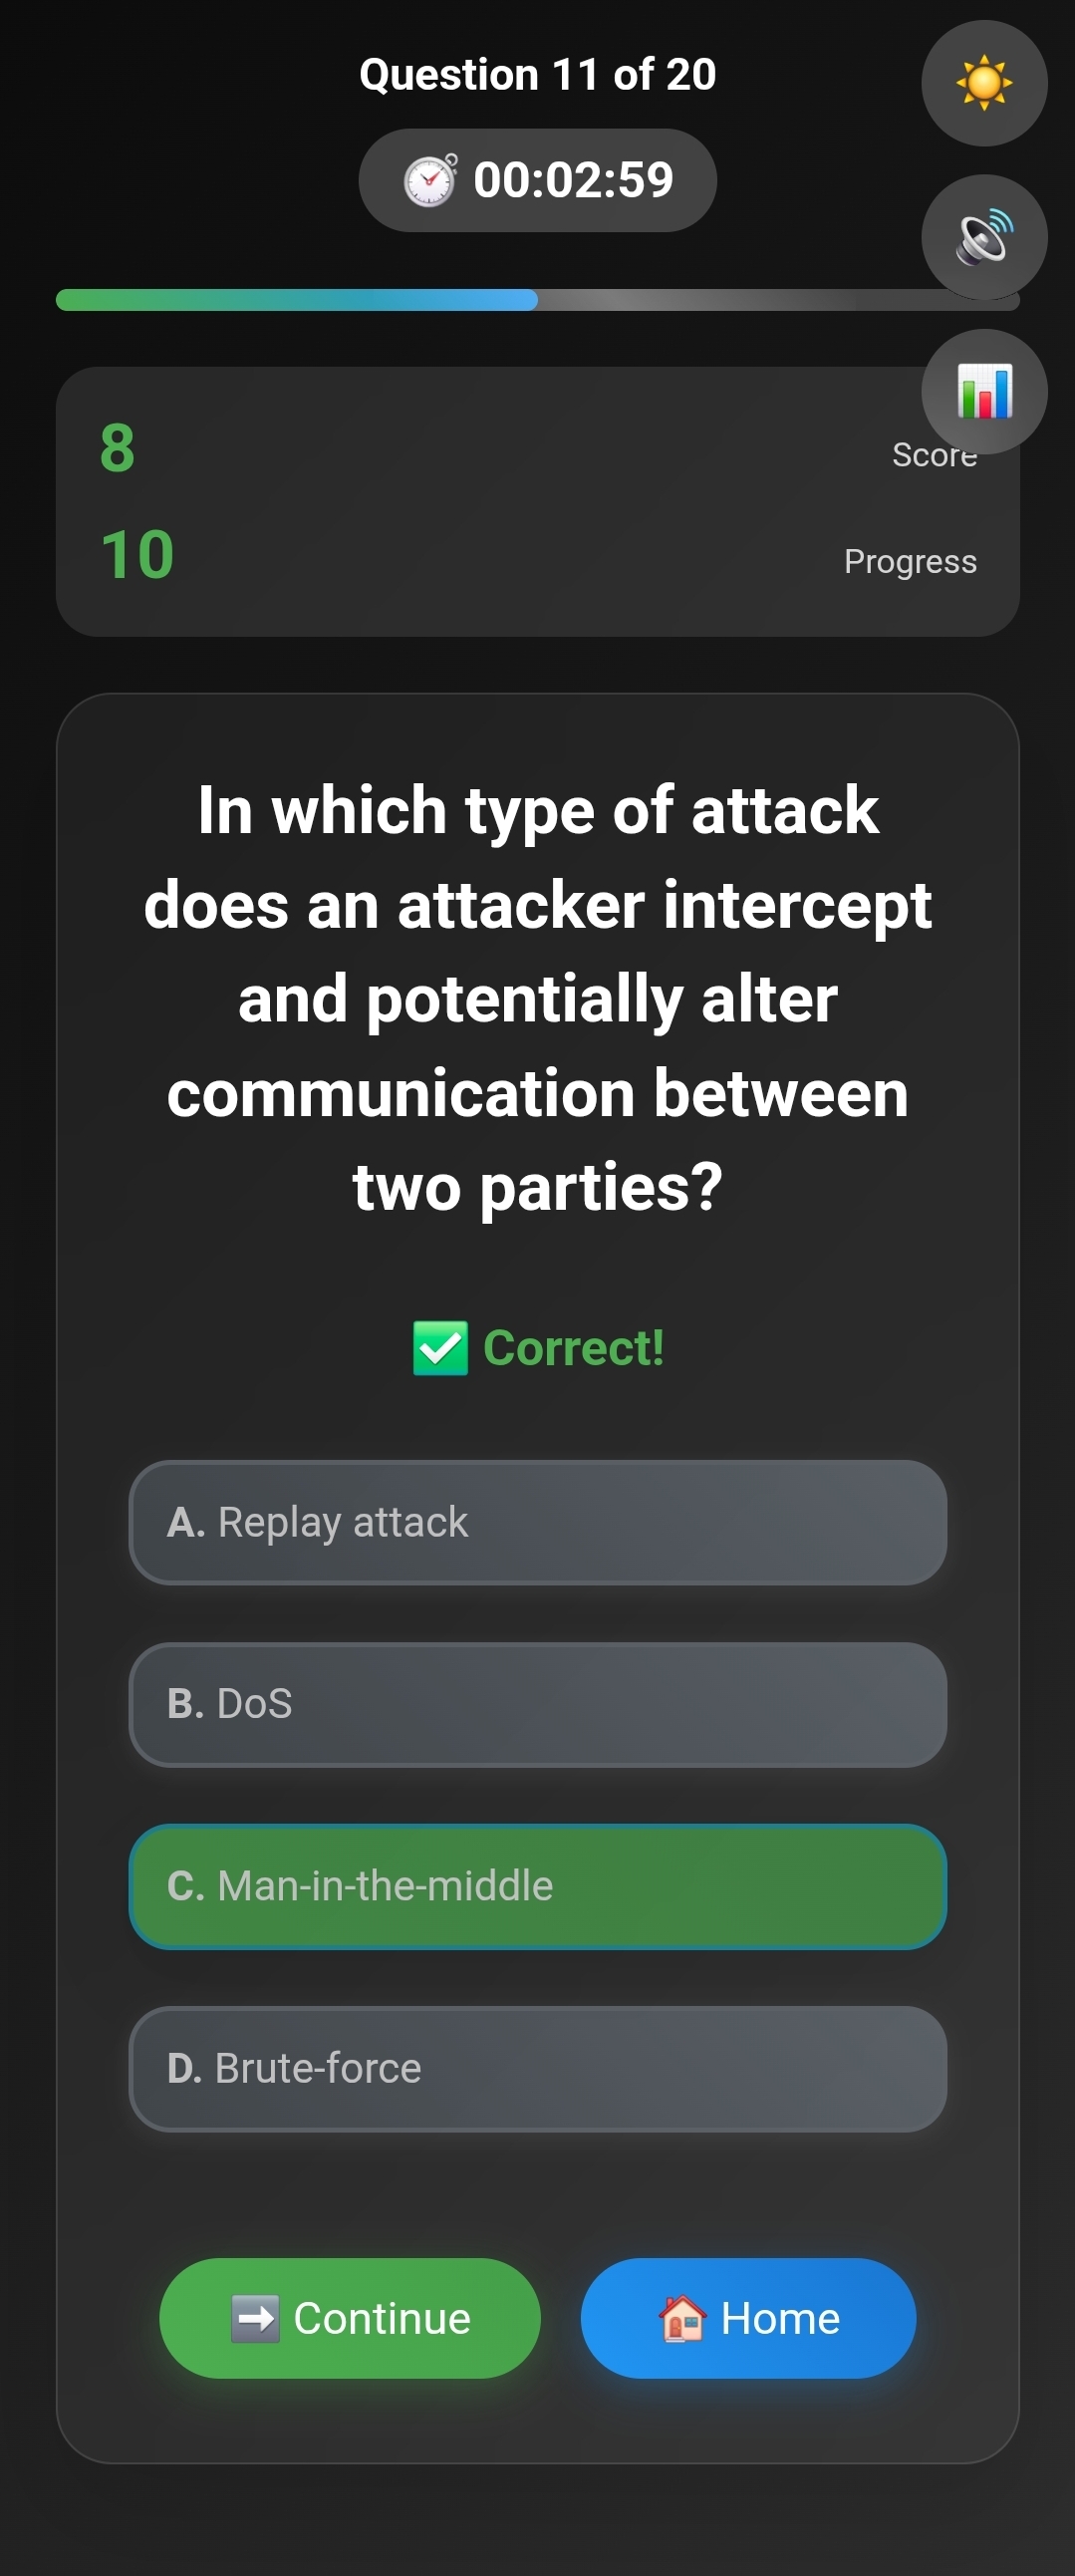 Question 11 of 20
00:02:59
8 Score
10 Progress
In which type of attack
does an attacker intercept
and potentially alter
communication between
two parties?
✅ Correct!
A. Replay attack
B. DoS
C. Man-in-the-middle
D. Brute-force
➡️ Continue
🏠 Home